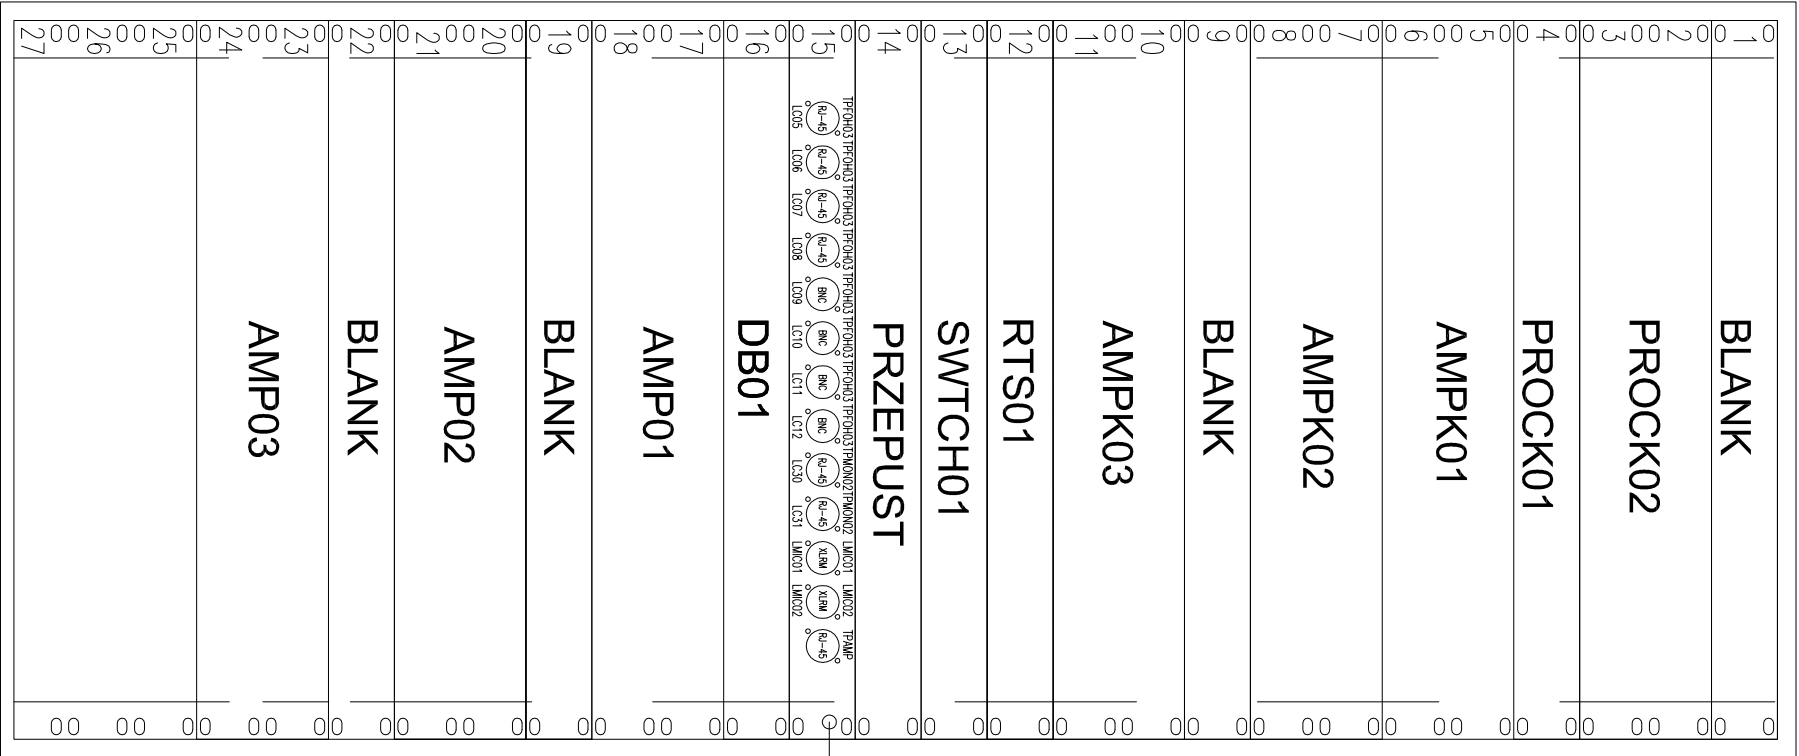 1 BLANK
2
PROCK02
3
4 PROCK01
5
AMPK01
6
7
AMPK02
8
9 BLANK
10
AMPK03
11
12 RTS01
13 SWTCH01
14 PRZEPUST
TPFOH03 TPFOH03 TPFOH03 TPFOH03 TPFOH03 TPFOH03 TPFOH03 TPFOH03 TPMON02 TPMON02 LMIC01 LMIC02 TPAMP
15 RJ-45 RJ-45 RJ-45 RJ-45 BNC BNC BNC BNC RJ-45 RJ-45 XLRM XLRM RJ-45
LC05 LC06 LC07 LC08 LC09 LC10 LC11 LC12 LC30 LC31 LMIC01 LMIC02
16 DB01
17
AMP01
18
19 BLANK
20
AMP02
21
22 BLANK
23
AMP03
24
25
26
27